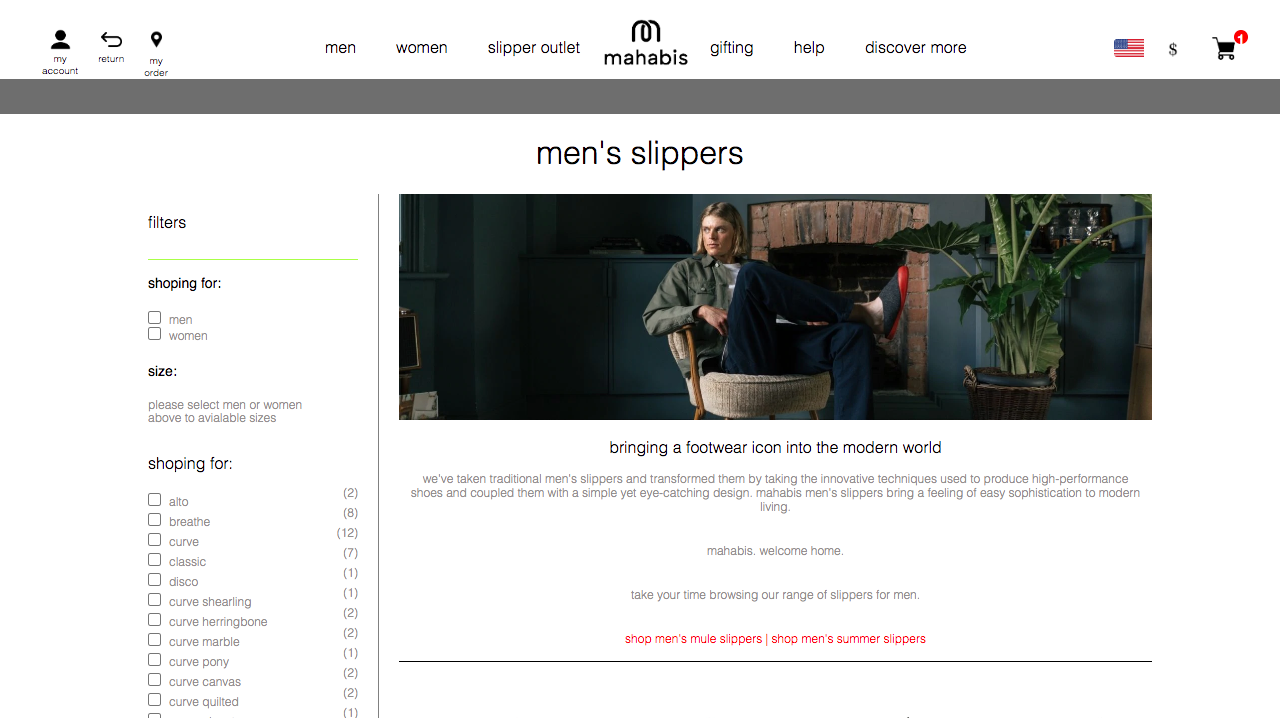 my
account
return
my
order
men
women
slipper outlet
mahabis
gifting
help
discover more
$
1
men's slippers
filters
shoping for:
men
women
size:
please select men or women
above to avialable sizes
shoping for:
alto (2)
breathe (8)
curve (12)
classic (7)
disco (1)
curve shearling (1)
curve herringbone (2)
curve marble (2)
curve pony (1)
curve canvas (2)
curve quilted (2)
(1)
bringing a footwear icon into the modern world
we've taken traditional men's slippers and transformed them by taking the innovative techniques used to produce high-performance
shoes and coupled them with a simple yet eye-catching design. mahabis men's slippers bring a feeling of easy sophistication to modern
living.
mahabis. welcome home.
take your time browsing our range of slippers for men.
shop men's mule slippers | shop men's summer slippers